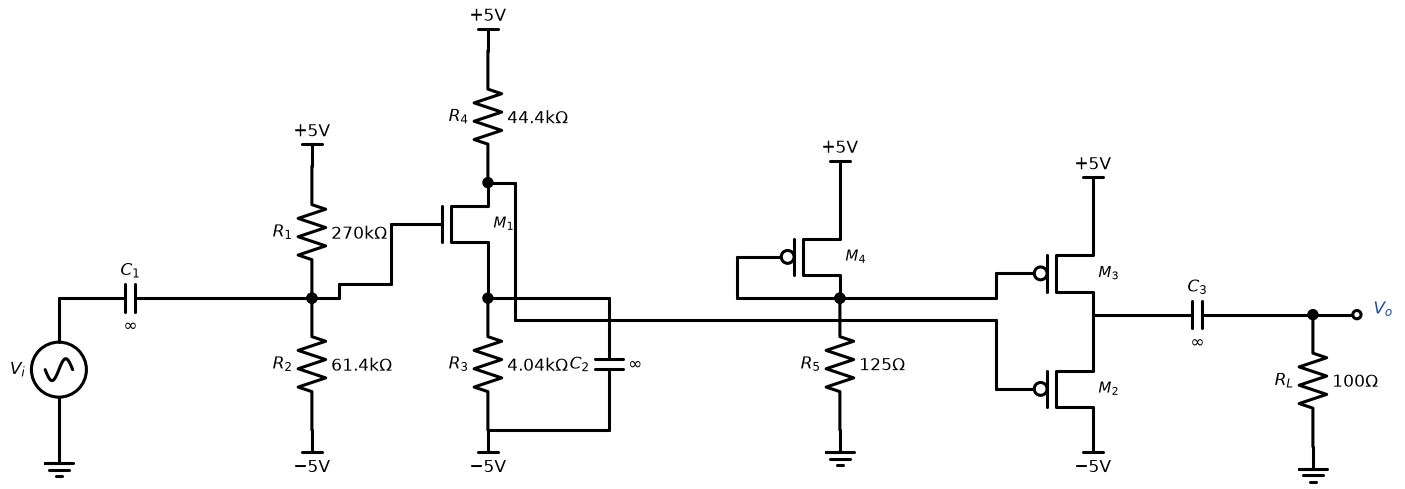 +5V
R₄ 44.4kΩ
+5V
R₁ 270kΩ
M₁
+5V
M₄
+5V
M₃
C₁
∞
C₃
∞
Vₒ
Vᵢ
R₂ 61.4kΩ
R₃ 4.04kΩ
C₂ ∞
R₅ 125Ω
M₂
R_L 100Ω
−5V
−5V
−5V